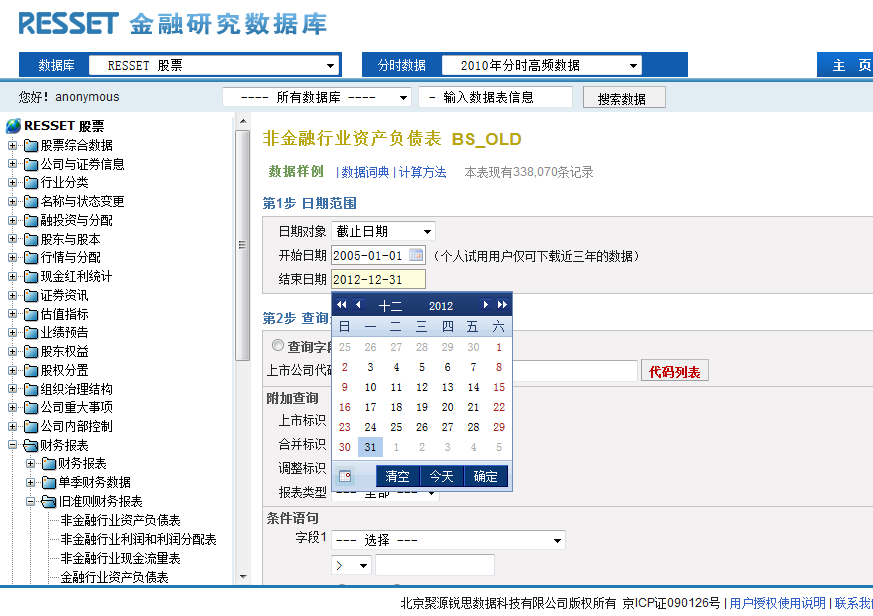 RESSET 金融研究数据库
数据库 RESSET 股票 分时数据 2010年分时高频数据 主 页
您好！anonymous ---- 所有数据库 ---- - 输入数据表信息 搜索数据
RESSET 股票
股票综合数据
公司与证券信息
行业分类
名称与状态变更
融投资与分配
股东与股本
行情与分配
现金红利统计
证券资讯
估值指标
业绩预告
股东权益
股权分置
组织治理结构
公司重大事项
公司内部控制
财务报表
财务报表
单季财务数据
旧准则财务报表
非金融行业资产负债表
非金融行业利润和利润分配表
非金融行业现金流量表
金融行业资产负债表
非金融行业资产负债表 BS_OLD
数据样例 | 数据词典 | 计算方法 本表现有338,070条记录
第1步 日期范围
日期对象 截止日期
开始日期 2005-01-01 （个人试用用户仅可下载近三年的数据）
结束日期 2012-12-31
十二 2012
日 一 二 三 四 五 六
25 26 27 28 29 30 1
2 3 4 5 6 7 8
9 10 11 12 13 14 15
16 17 18 19 20 21 22
23 24 25 26 27 28 29
30 31 1 2 3 4 5
清空 今天 确定
第2步 查询
查询字段
上市公司代码 代码列表
附加查询
上市标识
合并标识
调整标识
报表类型 --- 全部 ---
条件语句
字段1 --- 选择 ---
>
北京聚源锐思数据科技有限公司版权所有 京ICP证090126号 | 用户授权使用说明 | 联系我们